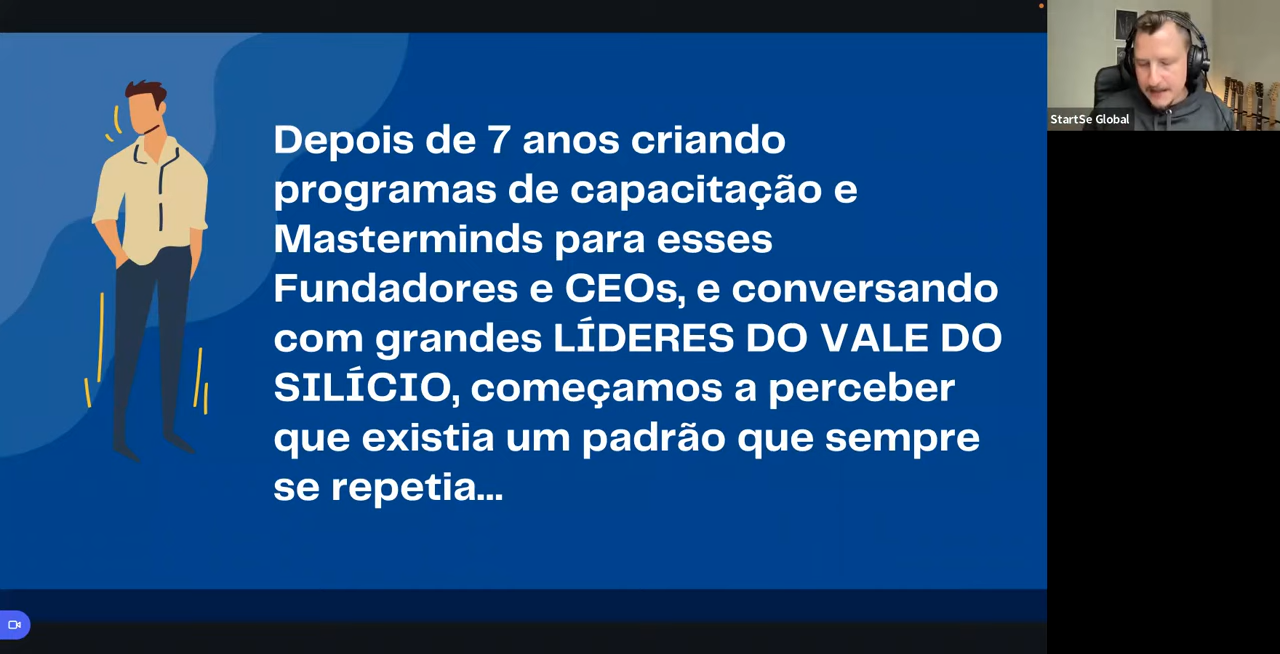 Depois de 7 anos criando
programas de capacitação e
Masterminds para esses
Fundadores e CEOs, e conversando
com grandes LÍDERES DO VALE DO
SILÍCIO, começamos a perceber
que existia um padrão que sempre
se repetia...
StartSe Global